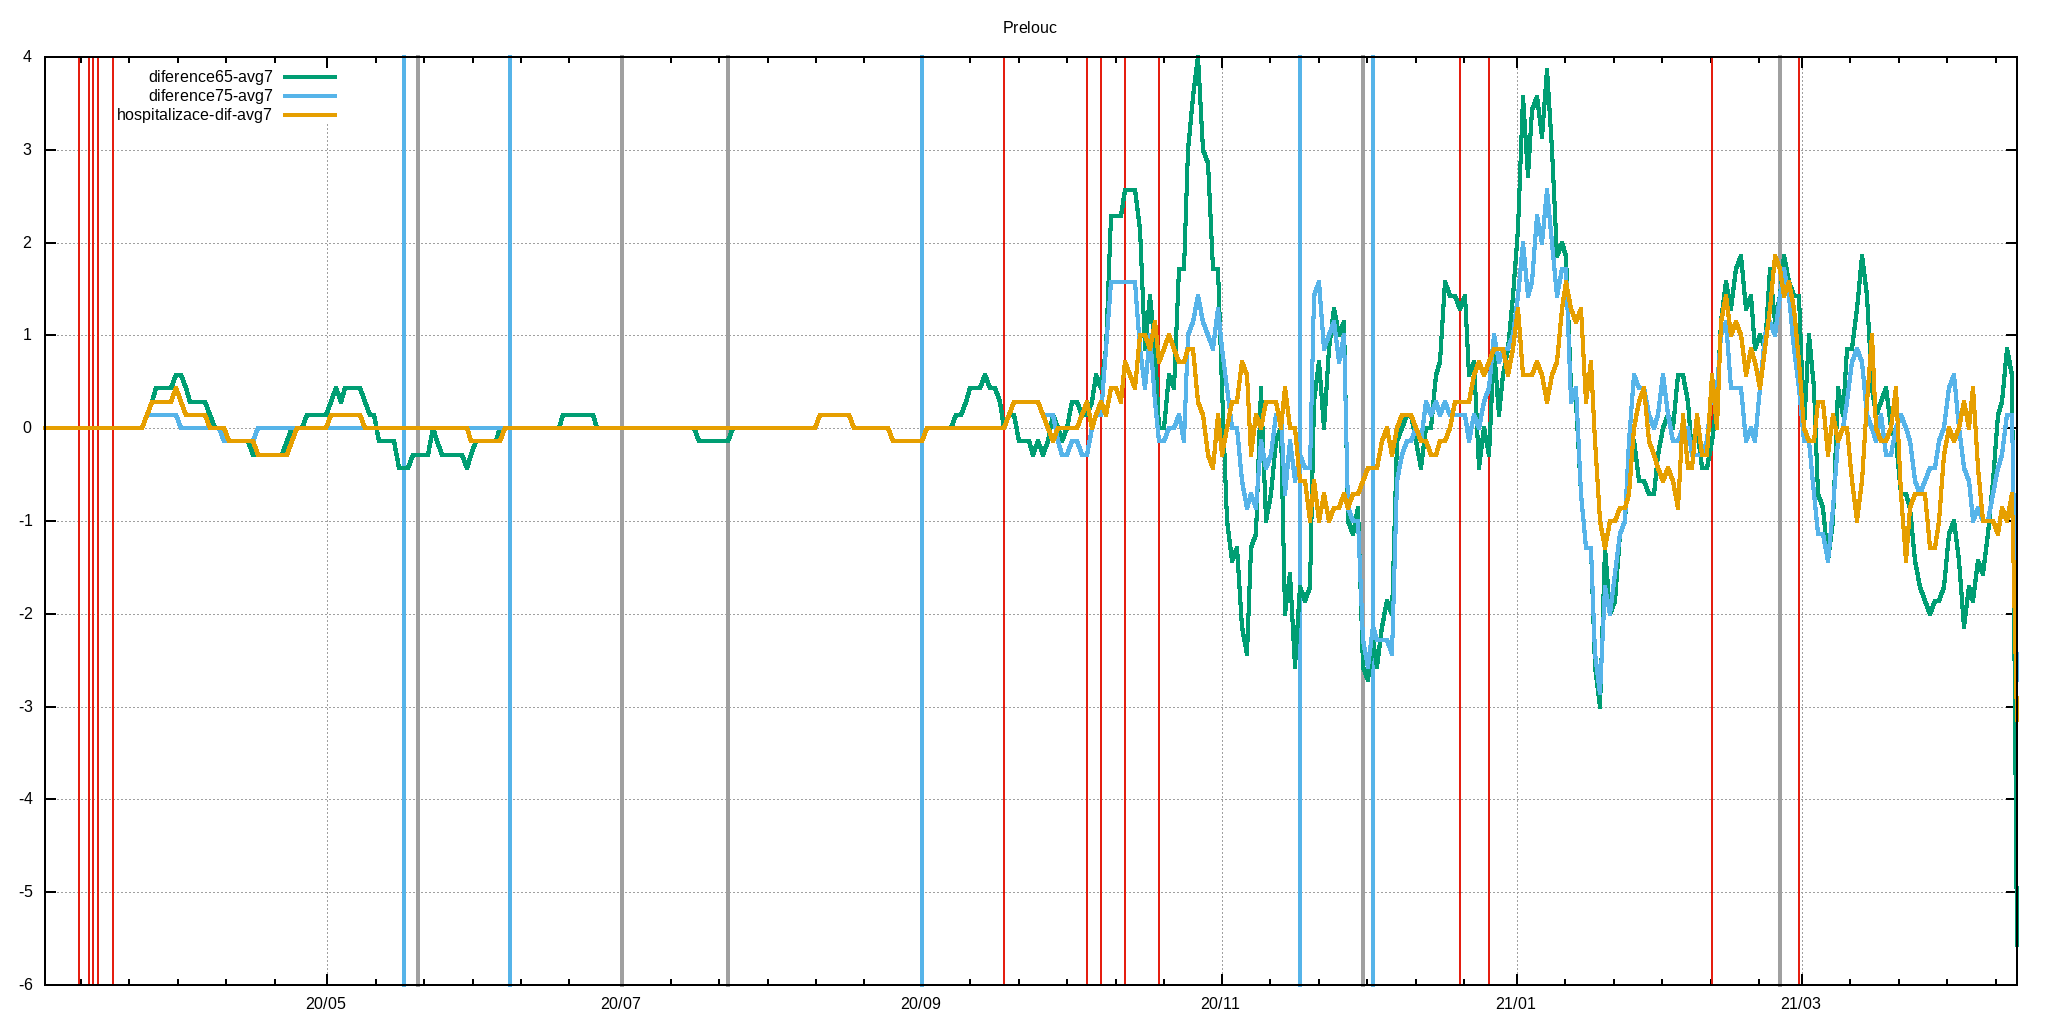 Prelouc
4
diference65-avg7
diference75-avg7
hospitalizace-dif-avg7
3
2
1
0
-1
-2
-3
-4
-5
-6
20/05 20/07 20/09 20/11 21/01 21/03